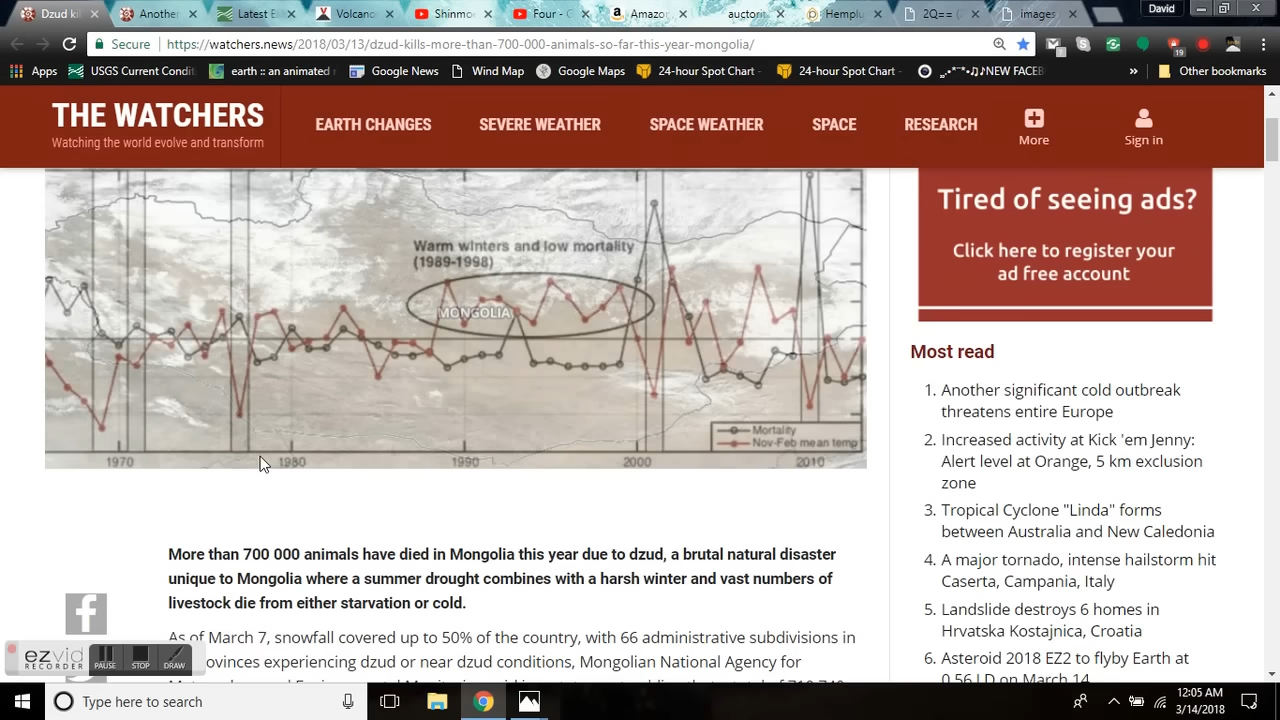 Dzud kil
Another
Latest E
Volcano
Shinmo
Four - C
Amazo
auctorit
Hemplu
2Q== (
images
David
Secure
https://watchers.news/2018/03/13/dzud-kills-more-than-700-000-animals-so-far-this-year-mongolia/
Apps
USGS Current Condit
earth :: an animated
Google News
Wind Map
Google Maps
24-hour Spot Chart -
24-hour Spot Chart -
NEW FACEB
Other bookmarks
THE WATCHERS
Watching the world evolve and transform
EARTH CHANGES
SEVERE WEATHER
SPACE WEATHER
SPACE
RESEARCH
More
Sign in
Warm winters and low mortality
(1989-1998)
MONGOLIA
Mortality
Nov-Feb mean temp
1970
1980
1990
2000
2010
Tired of seeing ads?
Click here to register your
ad free account
More than 700 000 animals have died in Mongolia this year due to dzud, a brutal natural disaster
unique to Mongolia where a summer drought combines with a harsh winter and vast numbers of
livestock die from either starvation or cold.
As of March 7, snowfall covered up to 50% of the country, with 66 administrative subdivisions in
ovinces experiencing dzud or near dzud conditions, Mongolian National Agency for
Most read
1. Another significant cold outbreak
threatens entire Europe
2. Increased activity at Kick 'em Jenny:
Alert level at Orange, 5 km exclusion
zone
3. Tropical Cyclone "Linda" forms
between Australia and New Caledonia
4. A major tornado, intense hailstorm hit
Caserta, Campania, Italy
5. Landslide destroys 6 homes in
Hrvatska Kostajnica, Croatia
6. Asteroid 2018 EZ2 to flyby Earth at
0.56 LD on March 14
ezvid
RECORDER
PAUSE
STOP
DRAW
Type here to search
12:05 AM
3/14/2018